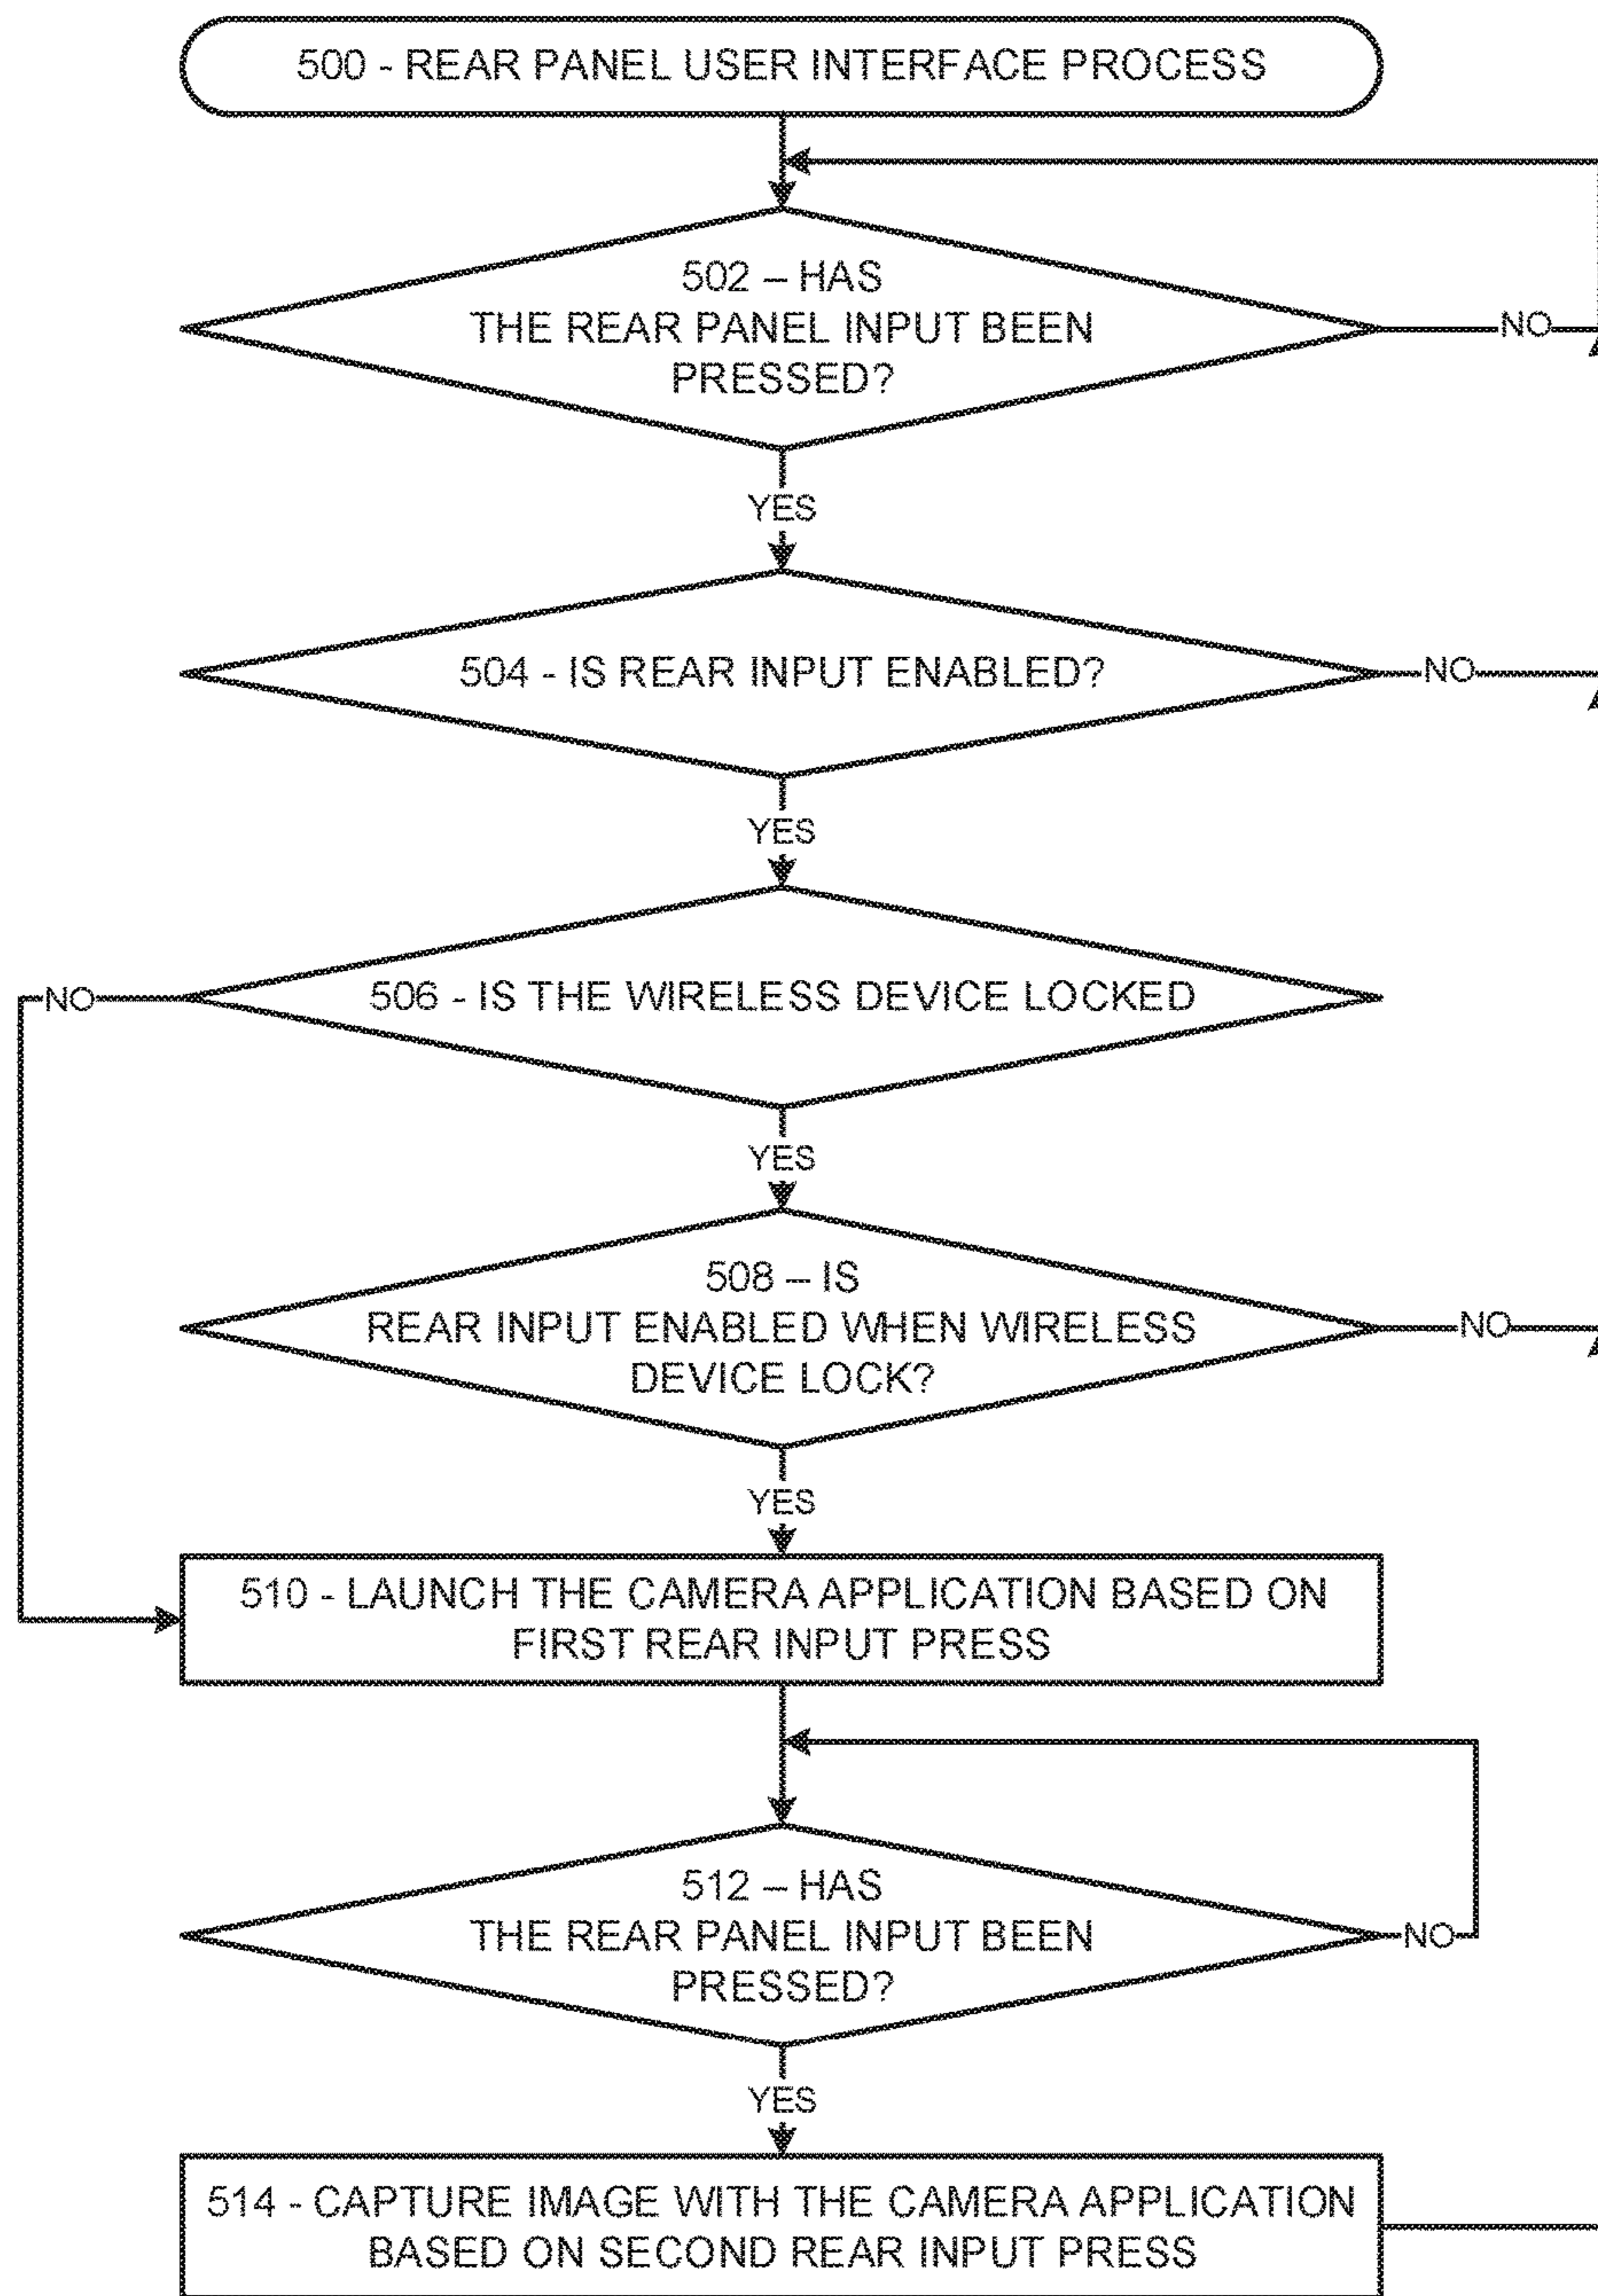 500 - REAR PANEL USER INTERFACE PROCESS
502 – HAS
THE REAR PANEL INPUT BEEN
PRESSED?
NO
YES
504 - IS REAR INPUT ENABLED?
NO
YES
506 - IS THE WIRELESS DEVICE LOCKED
NO
YES
508 – IS
REAR INPUT ENABLED WHEN WIRELESS
DEVICE LOCK?
NO
YES
510 - LAUNCH THE CAMERA APPLICATION BASED ON
FIRST REAR INPUT PRESS
512 – HAS
THE REAR PANEL INPUT BEEN
PRESSED?
NO
YES
514 - CAPTURE IMAGE WITH THE CAMERA APPLICATION
BASED ON SECOND REAR INPUT PRESS